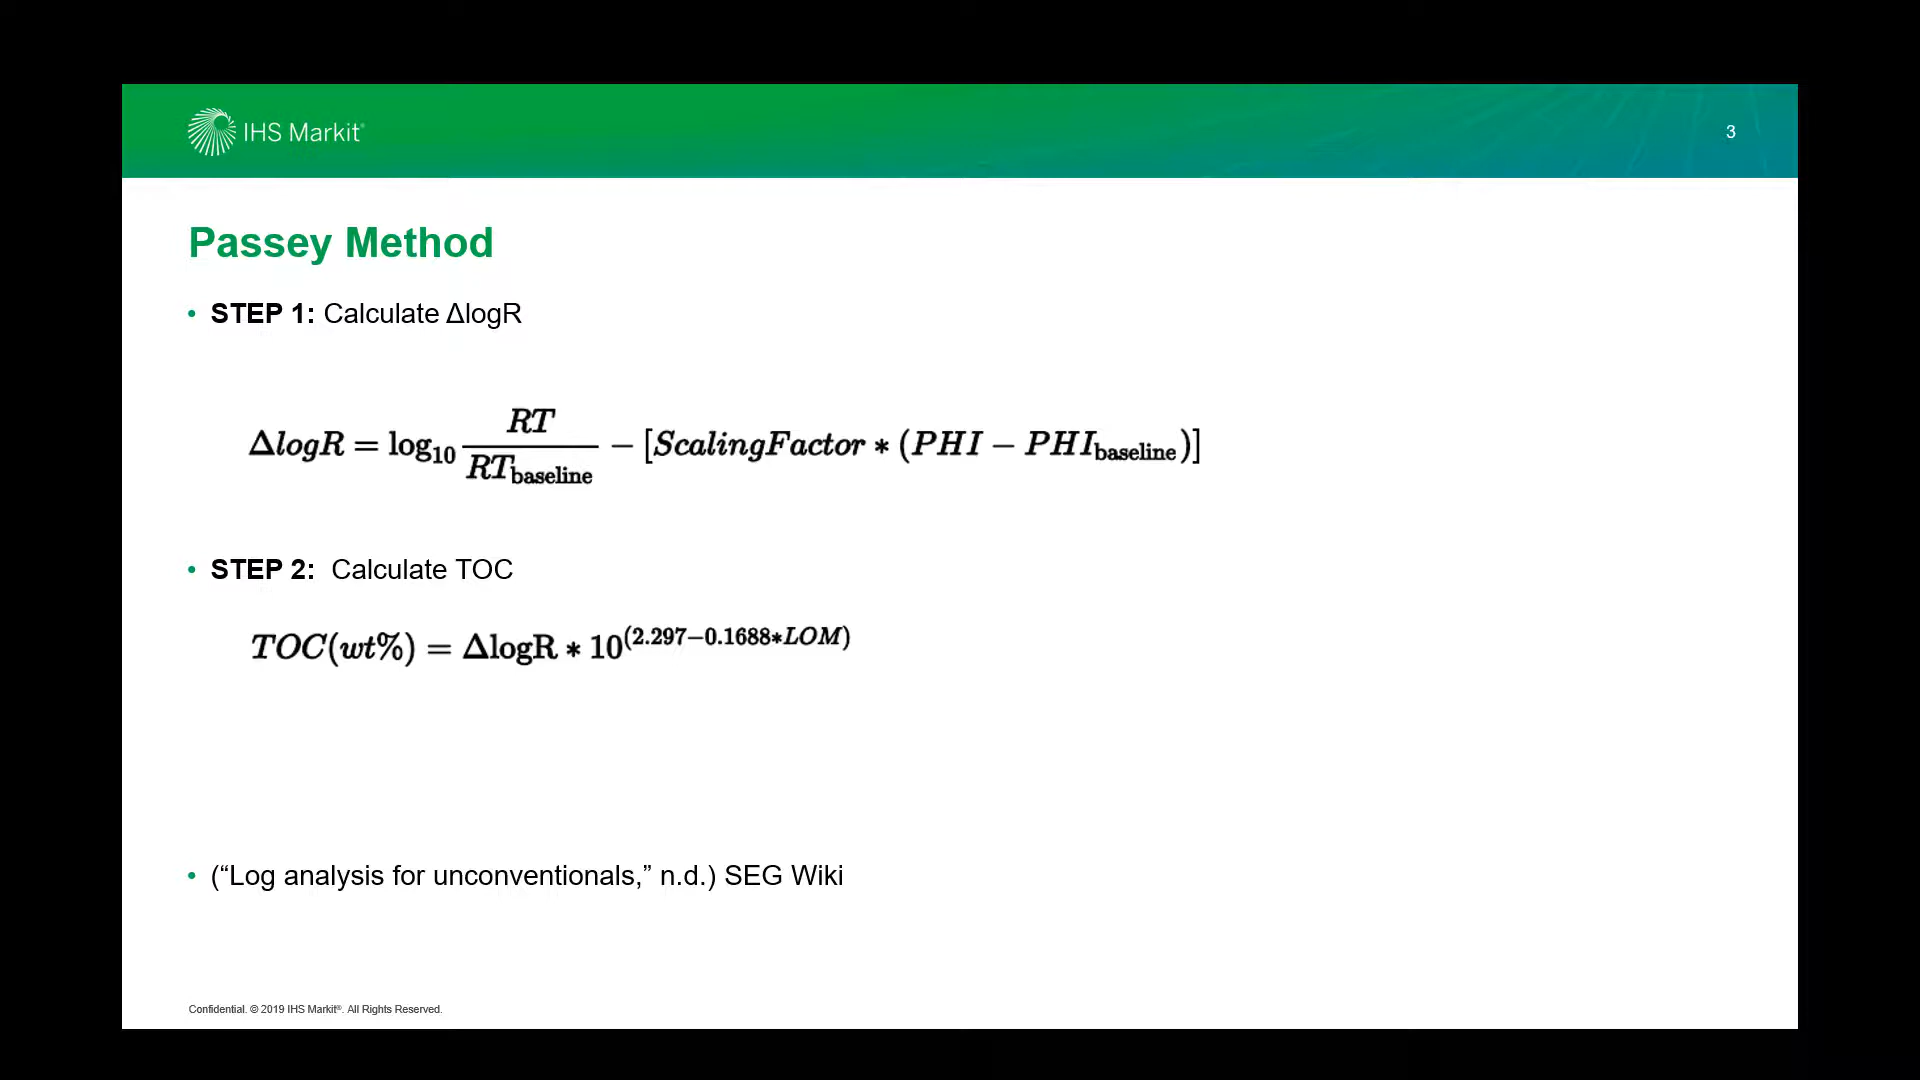 IHS Markit®
3
Passey Method
• STEP 1: Calculate ΔlogR
ΔlogR = log₁₀ RT / RT_baseline − [ScalingFactor * (PHI − PHI_baseline)]
• STEP 2: Calculate TOC
TOC(wt%) = ΔlogR * 10^(2.297−0.1688*LOM)
• (“Log analysis for unconventionals,” n.d.) SEG Wiki
Confidential. © 2019 IHS Markit®. All Rights Reserved.